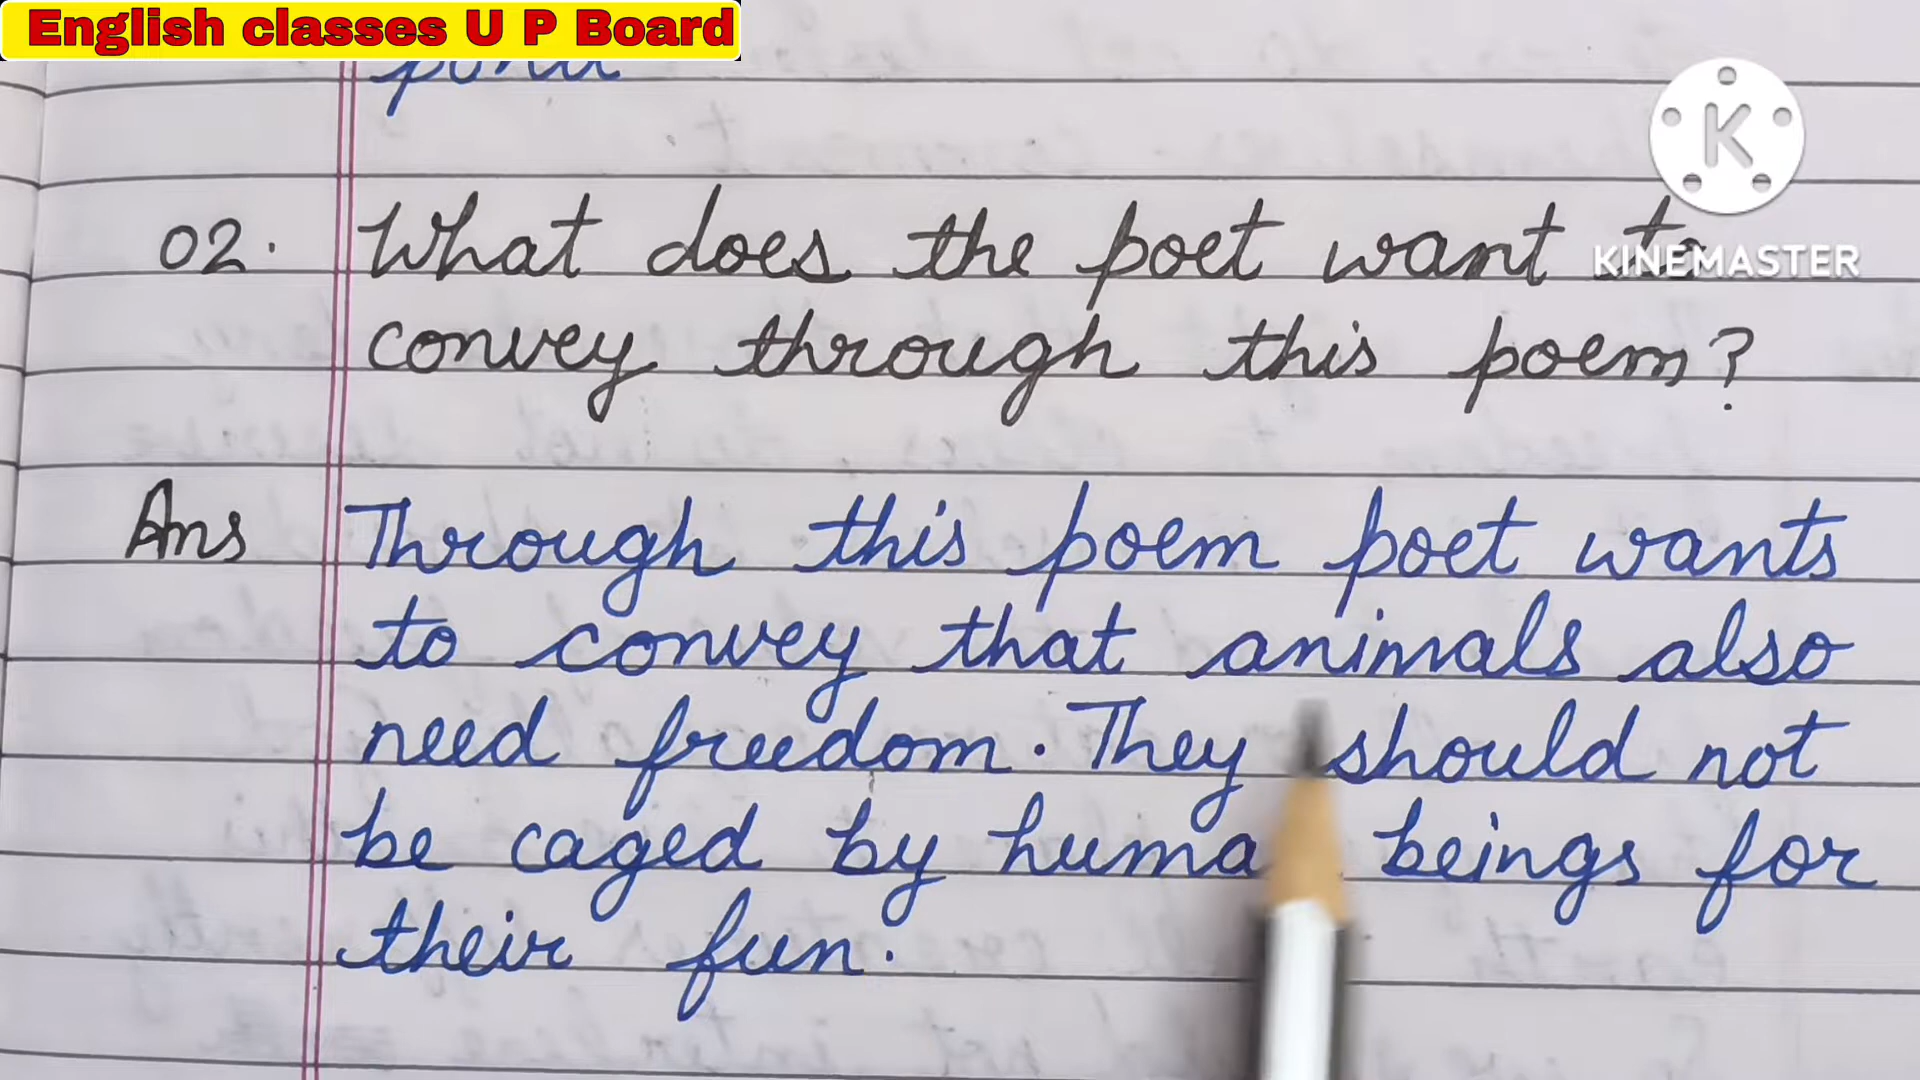 English classes U P Board
KINEMASTER
02. What does the poet want to
convey through this poem?
Ans Through this poem poet wants
to convey that animals also
need freedom. They should not
be caged by huma beings for
their fun.